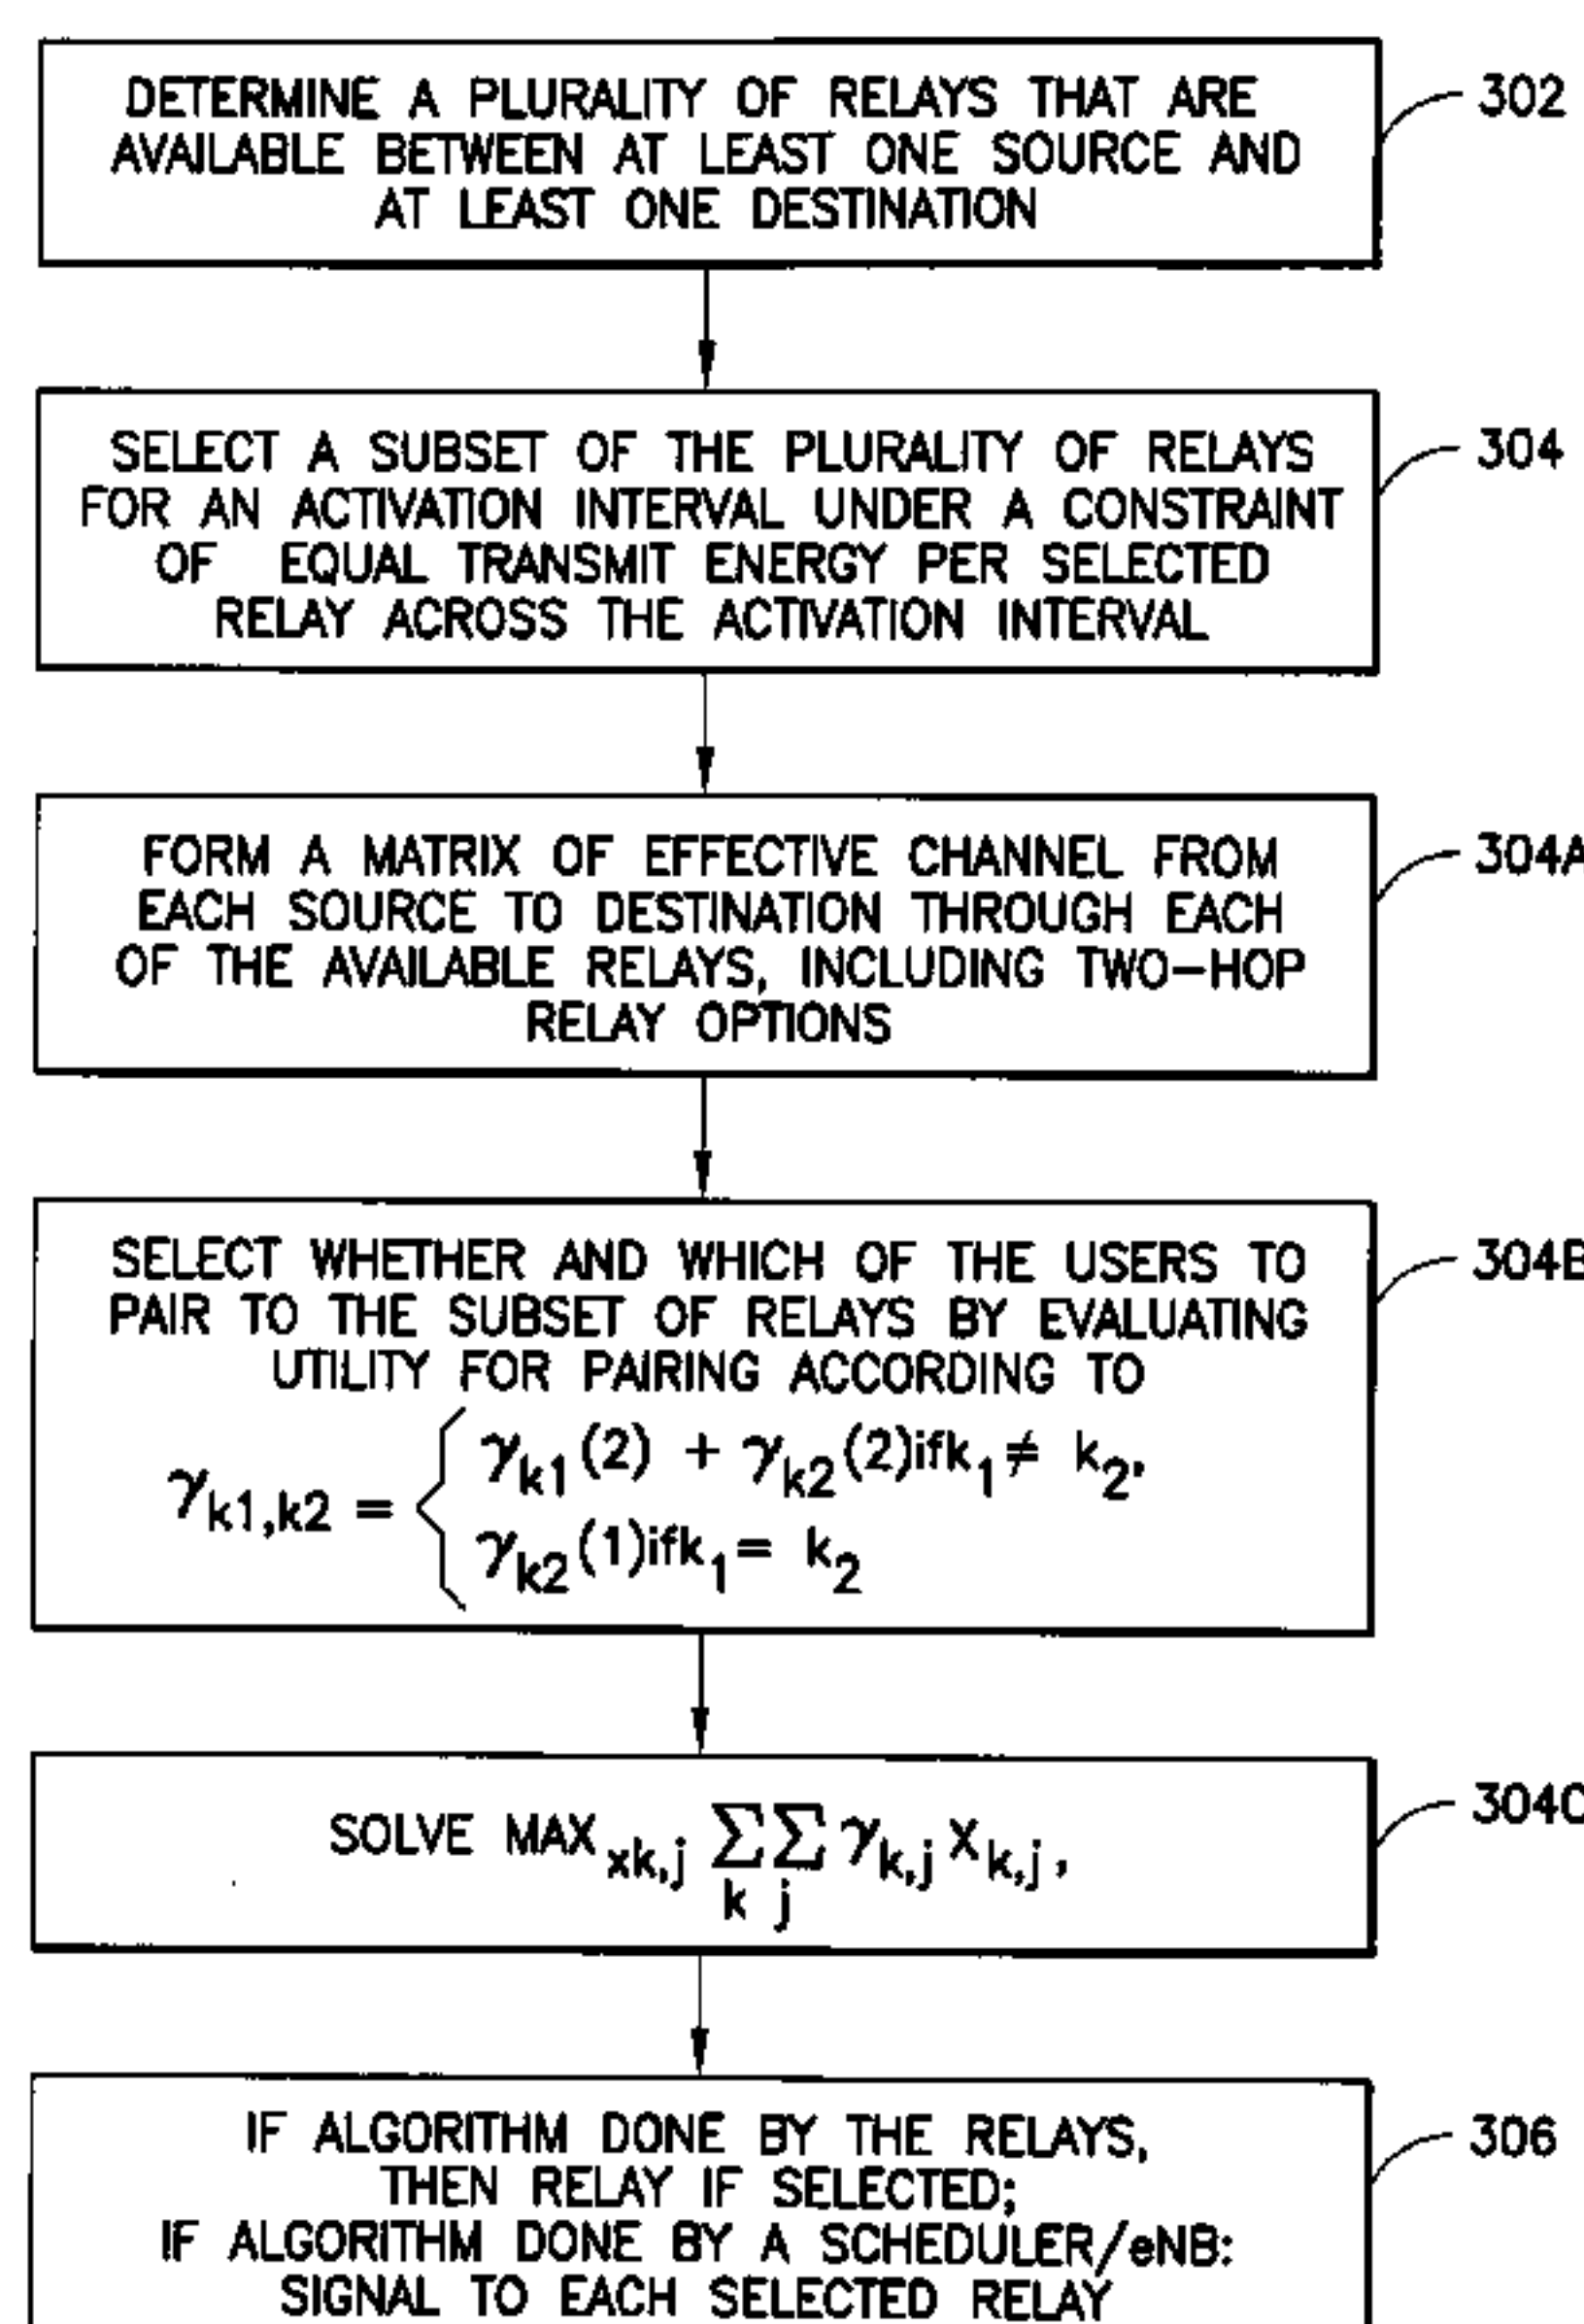 DETERMINE A PLURALITY OF RELAYS THAT ARE
AVAILABLE BETWEEN AT LEAST ONE SOURCE AND
AT LEAST ONE DESTINATION
302
SELECT A SUBSET OF THE PLURALITY OF RELAYS
FOR AN ACTIVATION INTERVAL UNDER A CONSTRAINT
OF EQUAL TRANSMIT ENERGY PER SELECTED
RELAY ACROSS THE ACTIVATION INTERVAL
304
FORM A MATRIX OF EFFECTIVE CHANNEL FROM
EACH SOURCE TO DESTINATION THROUGH EACH
OF THE AVAILABLE RELAYS, INCLUDING TWO-HOP
RELAY OPTIONS
304A
SELECT WHETHER AND WHICH OF THE USERS TO
PAIR TO THE SUBSET OF RELAYS BY EVALUATING
UTILITY FOR PAIRING ACCORDING TO
γk1,k2 = { γk1(2) + γk2(2)ifk1 ≠ k2,
γk2(1)ifk1 = k2
304B
SOLVE MAXxk,j ΣΣ γk,j Xk,j,
k j
304C
IF ALGORITHM DONE BY THE RELAYS,
THEN RELAY IF SELECTED;
IF ALGORITHM DONE BY A SCHEDULER/eNB:
SIGNAL TO EACH SELECTED RELAY
306